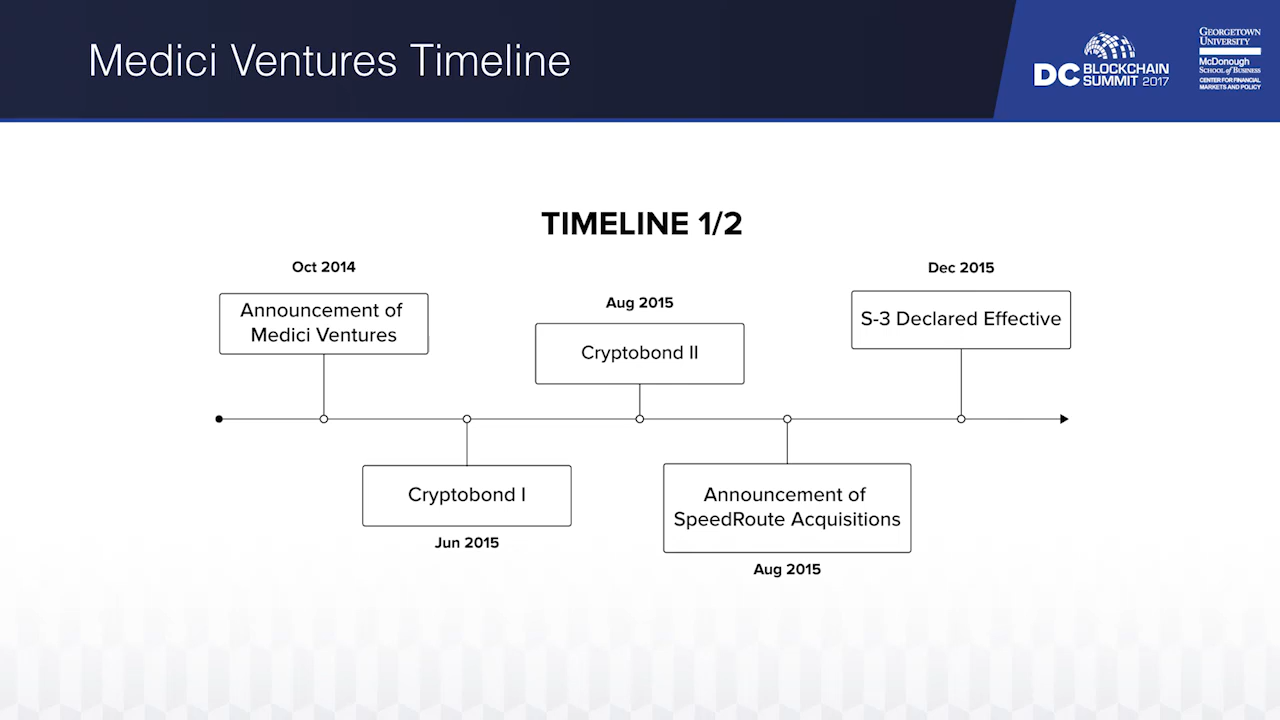 Medici Ventures Timeline
DC BLOCKCHAIN
SUMMIT 2017
GEORGETOWN
UNIVERSITY
McDonough
SCHOOL of BUSINESS
CENTER FOR FINANCIAL
MARKETS AND POLICY
TIMELINE 1/2
Oct 2014
Announcement of
Medici Ventures
Jun 2015
Cryptobond I
Aug 2015
Cryptobond II
Announcement of
SpeedRoute Acquisitions
Aug 2015
Dec 2015
S-3 Declared Effective